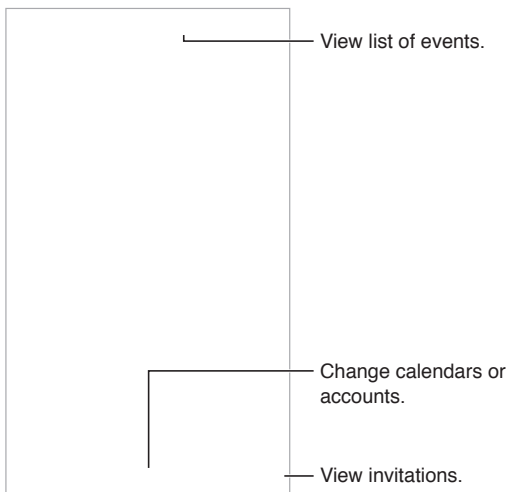 View list of events.
Change calendars or
accounts.
View invitations.